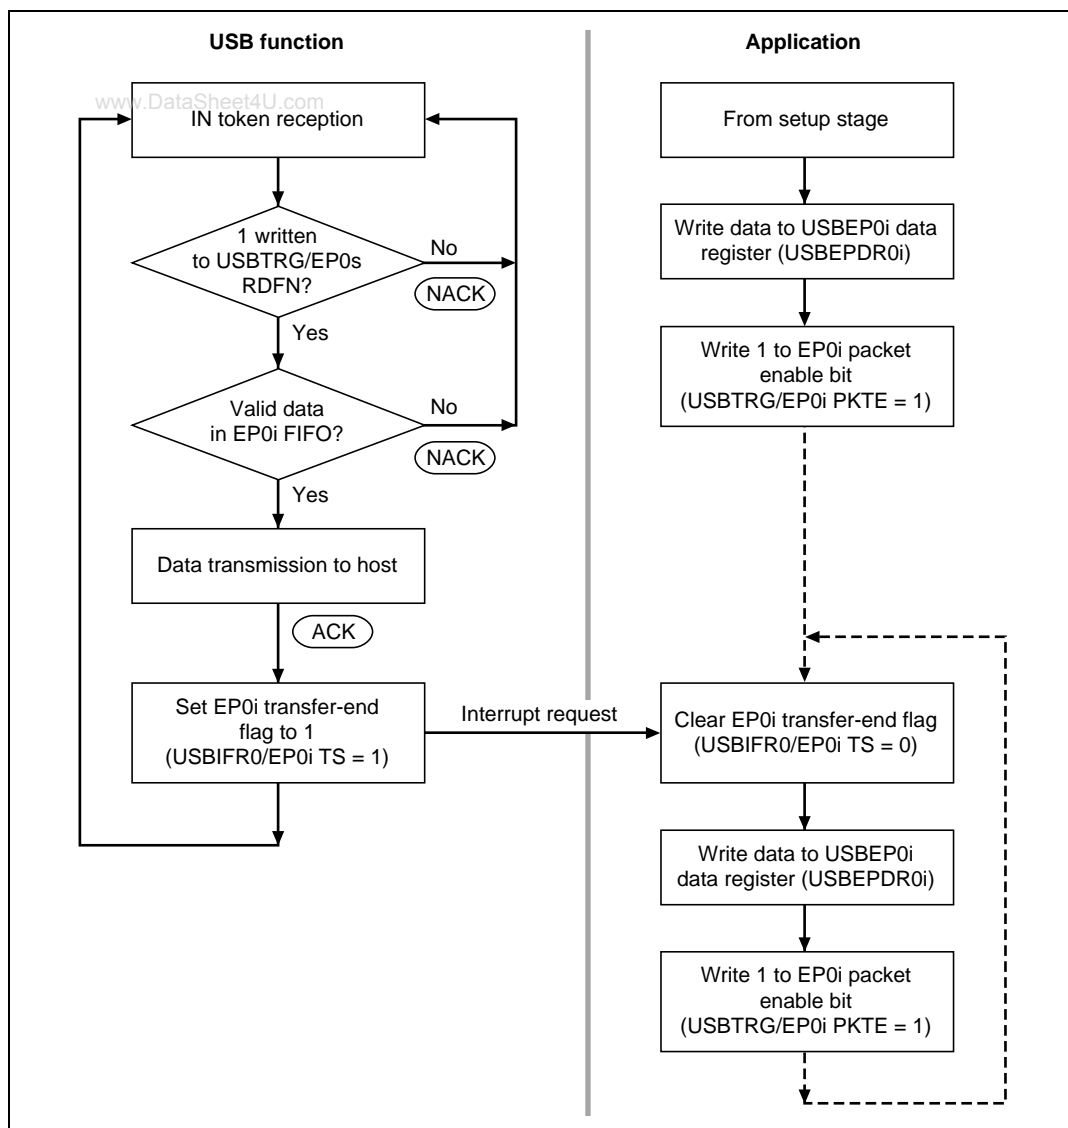 USB function
www.DataSheet4U.com
IN token reception
1 written
to USBTRG/EP0s
RDFN?
No
NACK
Yes
Valid data
in EP0i FIFO?
No
NACK
Yes
Data transmission to host
ACK
Set EP0i transfer-end
flag to 1
(USBIFR0/EP0i TS = 1)
Interrupt request
Application
From setup stage
Write data to USBEP0i data
register (USBEPDR0i)
Write 1 to EP0i packet
enable bit
(USBTRG/EP0i PKTE = 1)
Clear EP0i transfer-end flag
(USBIFR0/EP0i TS = 0)
Write data to USBEP0i
data register (USBEPDR0i)
Write 1 to EP0i packet
enable bit
(USBTRG/EP0i PKTE = 1)